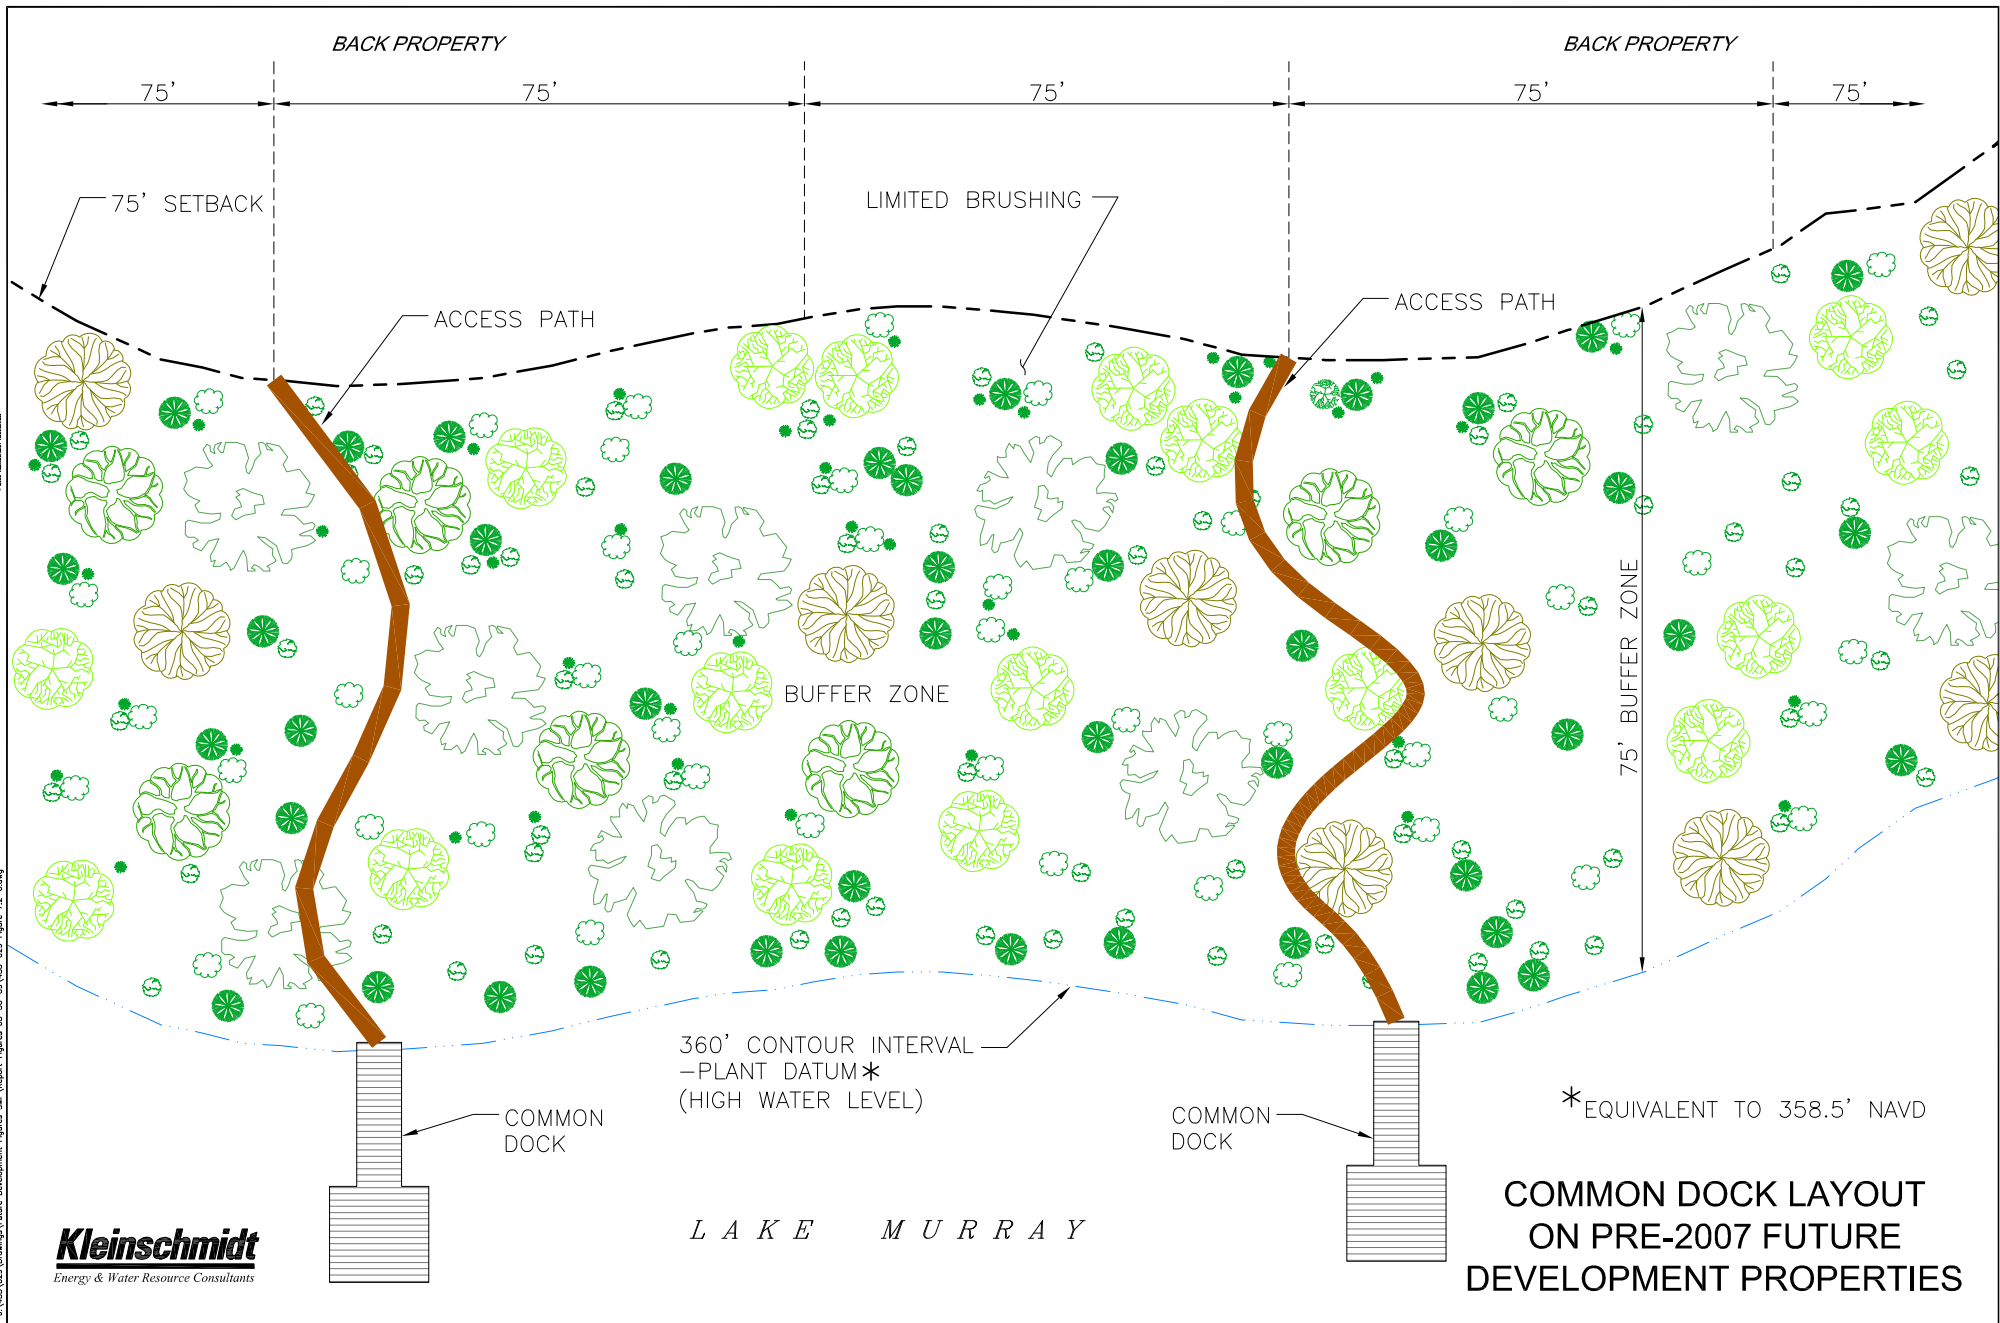 BACK PROPERTY
BACK PROPERTY
75'
75'
75'
75'
75'
75' SETBACK
LIMITED BRUSHING
ACCESS PATH
ACCESS PATH
BUFFER ZONE
75' BUFFER ZONE
360' CONTOUR INTERVAL
-PLANT DATUM*
(HIGH WATER LEVEL)
COMMON
DOCK
COMMON
DOCK
*EQUIVALENT TO 358.5' NAVD
LAKE MURRAY
COMMON DOCK LAYOUT
ON PRE-2007 FUTURE
DEVELOPMENT PROPERTIES
Kleinschmidt
Energy & Water Resource Consultants